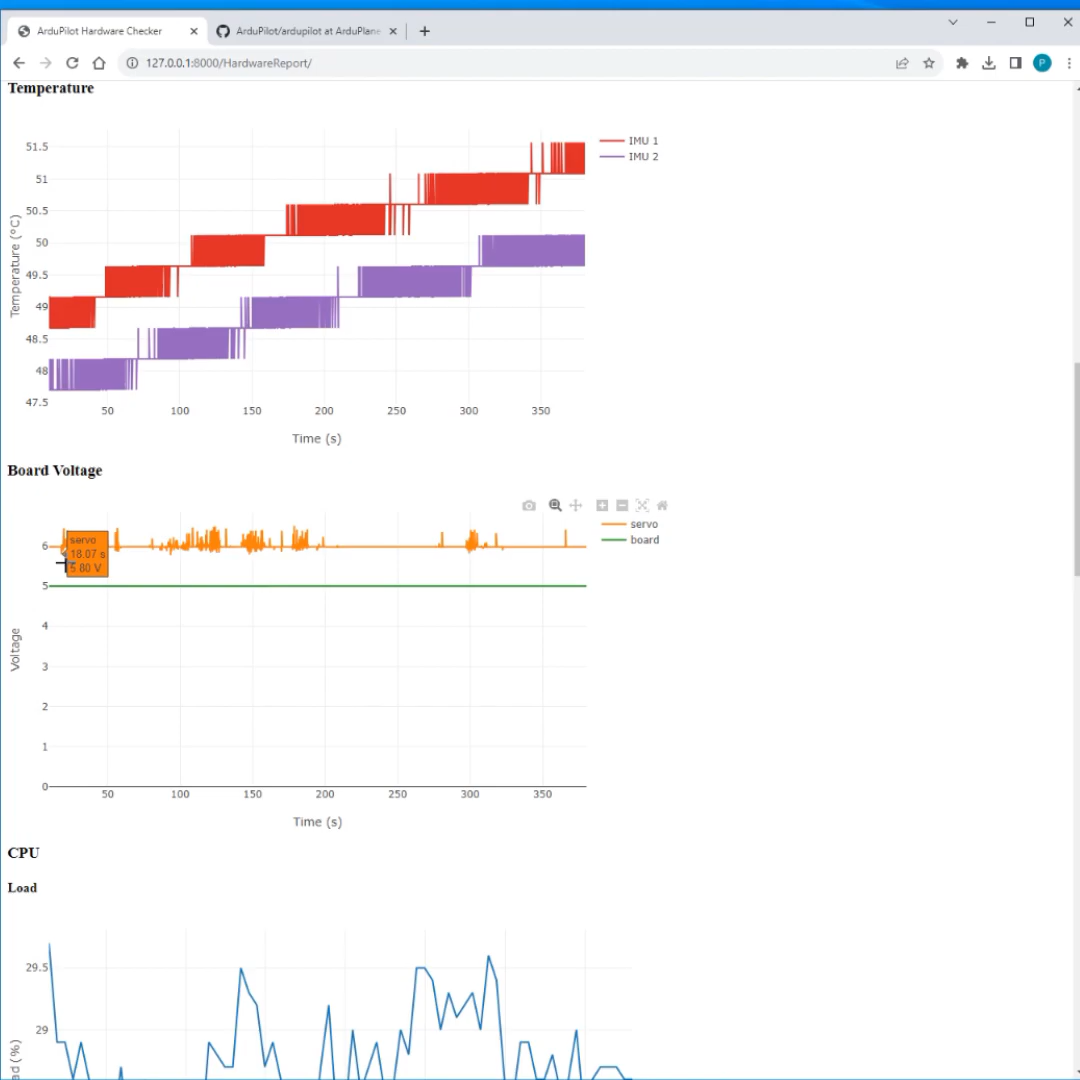 ArduPilot Hardware Checker
ArduPilot/ardupilot at ArduPlane
127.0.0.1:8000/HardwareReport/
P
Temperature
51.5
51
50.5
50
49.5
49
48.5
48
47.5
Temperature (°C)
IMU 1
IMU 2
50 100 150 200 250 300 350
Time (s)
Board Voltage
servo
board
servo
18.07 s
5.80 V
6
5
4
3
2
1
0
Voltage
50 100 150 200 250 300 350
Time (s)
CPU
Load
29.5
29
ad (%)